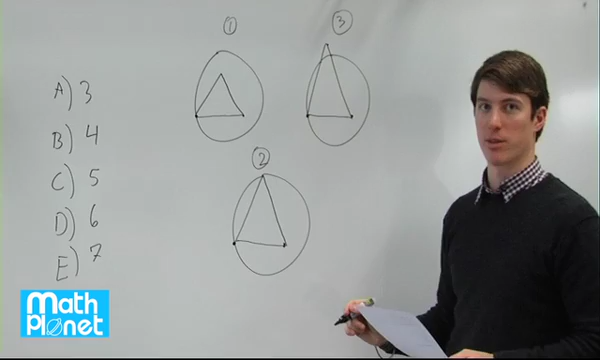 ① ③
A) 3
B) 4
C) 5
②
D) 6
E) 7
Math
Planet